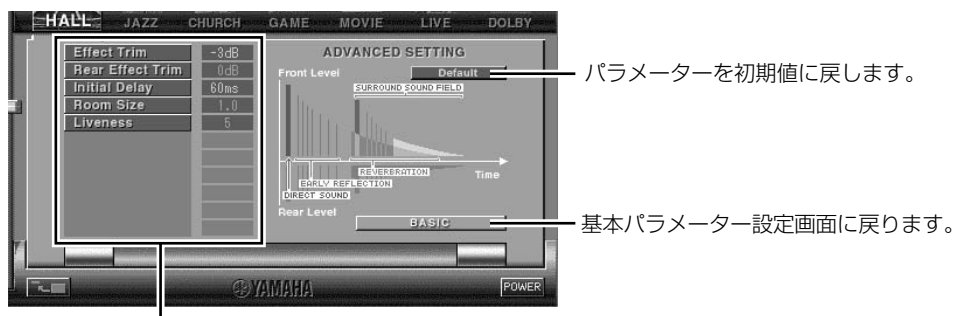 HALL JAZZ CHURCH GAME MOVIE LIVE DOLBY
Effect Trim -3dB
Rear Effect Trim 0dB
Initial Delay 60ms
Room Size 1.0
Liveness 5
ADVANCED SETTING
Front Level
Default
SURROUND SOUND FIELD
REVERBRATION
EARLY REFLECTION
DIRECT SOUND
Time
Rear Level
BASIC
YAMAHA
POWER
パラメーターを初期値に戻します。
基本パラメーター設定画面に戻ります。